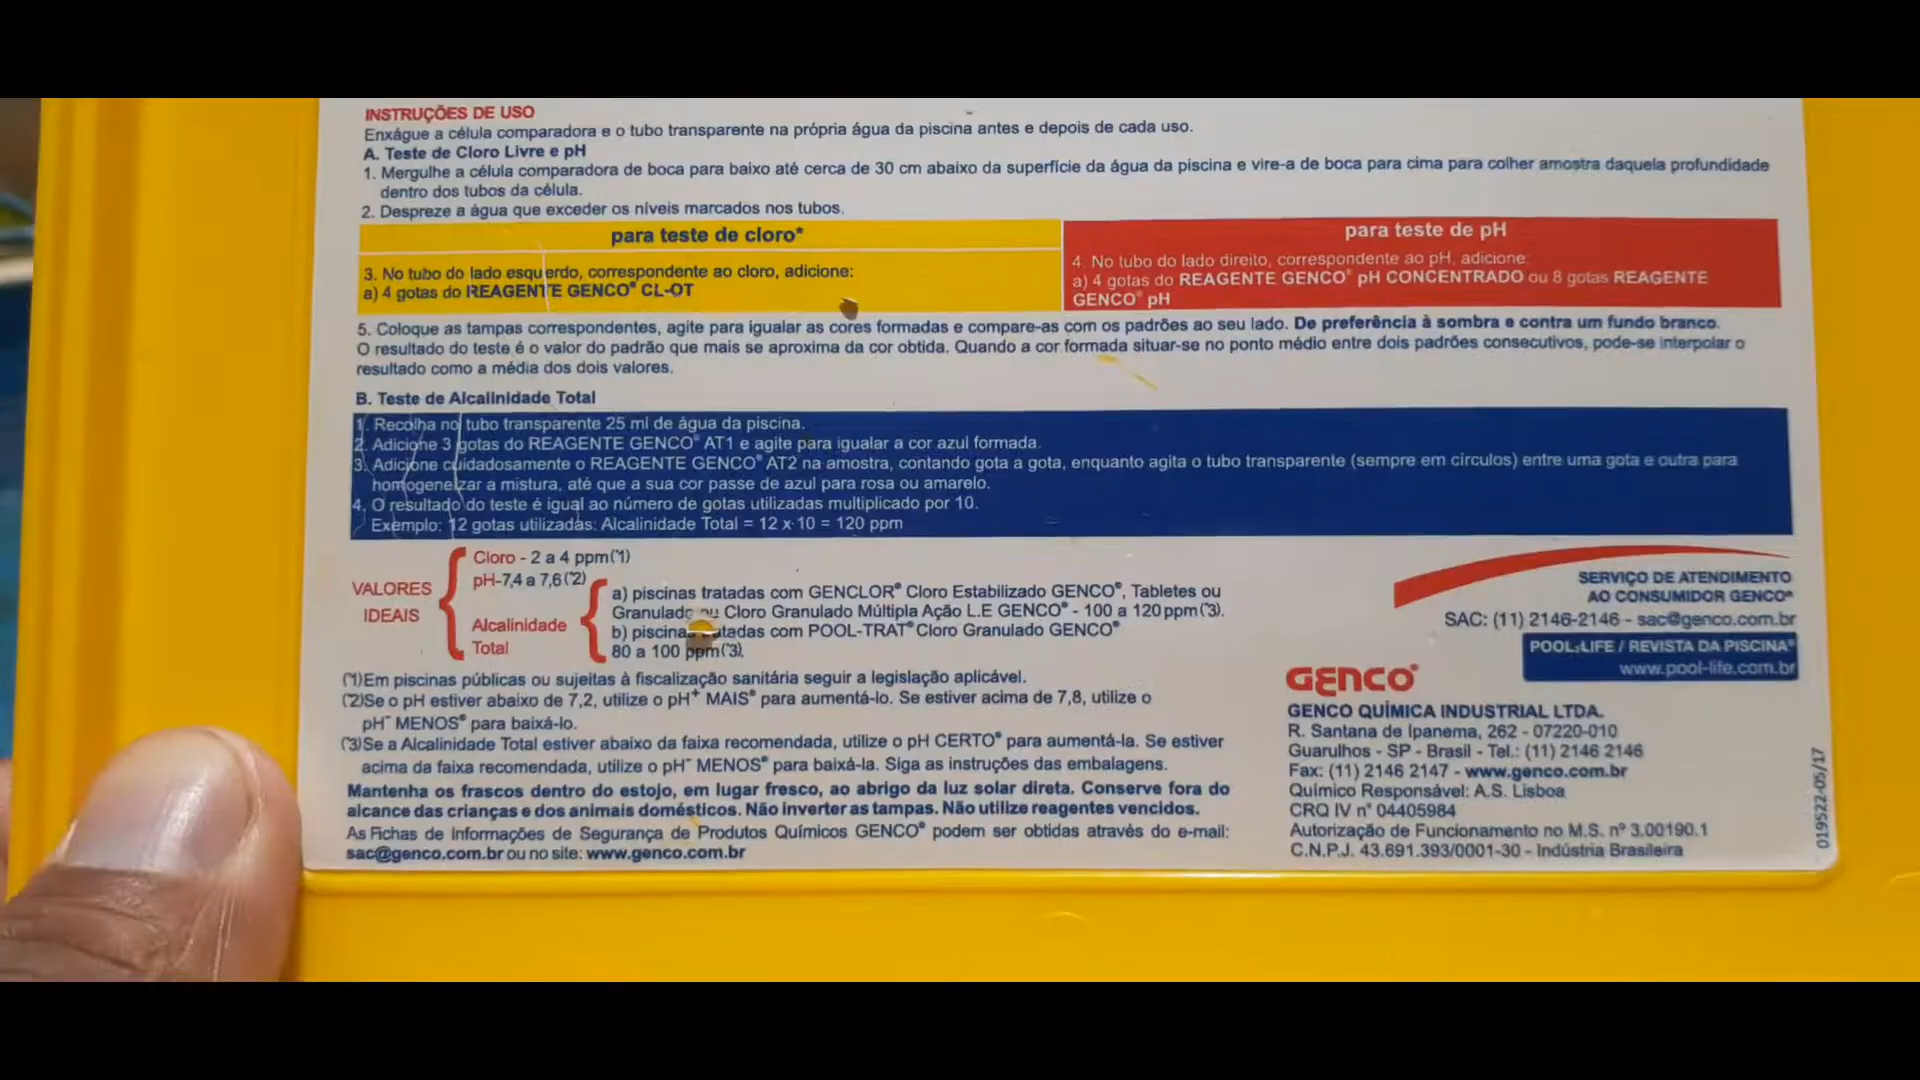 INSTRUÇÕES DE USO
Enxágue a célula comparadora e o tubo transparente na própria água da piscina antes e depois de cada uso.
A. Teste de Cloro Livre e pH
1. Mergulhe a célula comparadora de boca para baixo até cerca de 30 cm abaixo da superfície da água da piscina e vire-a de boca para cima para colher amostra daquela profundidade
dentro dos tubos da célula.
2. Despreze a água que exceder os níveis marcados nos tubos.
para teste de cloro*
3. No tubo do lado esquerdo, correspondente ao cloro, adicione:
a) 4 gotas do REAGENTE GENCO® CL-OT
para teste de pH
4. No tubo do lado direito, correspondente ao pH, adicione:
a) 4 gotas do REAGENTE GENCO® pH CONCENTRADO ou 8 gotas REAGENTE
GENCO® pH
5. Coloque as tampas correspondentes, agite para igualar as cores formadas e compare-as com os padrões ao seu lado. De preferência à sombra e contra um fundo branco.
O resultado do teste é o valor do padrão que mais se aproxima da cor obtida. Quando a cor formada situar-se no ponto médio entre dois padrões consecutivos, pode-se interpolar o
resultado como a média dos dois valores.
B. Teste de Alcalinidade Total
1. Recolha no tubo transparente 25 ml de água da piscina.
2. Adicione 3 gotas do REAGENTE GENCO® AT1 e agite para igualar a cor azul formada.
3. Adicione cuidadosamente o REAGENTE GENCO® AT2 na amostra, contando gota a gota, enquanto agita o tubo transparente (sempre em círculos) entre uma gota e outra para
homogeneizar a mistura, até que a sua cor passe de azul para rosa ou amarelo.
4. O resultado do teste é igual ao número de gotas utilizadas multiplicado por 10.
Exemplo: 12 gotas utilizadas: Alcalinidade Total = 12 x 10 = 120 ppm
VALORES
IDEAIS
Cloro - 2 a 4 ppm(*1)
pH-7,4 a 7,6(*2)
Alcalinidade
Total
a) piscinas tratadas com GENCLOR® Cloro Estabilizado GENCO®, Tabletes ou
Granulado ou Cloro Granulado Múltipla Ação L.E GENCO® - 100 a 120 ppm(*3).
b) piscinas tratadas com POOL-TRAT® Cloro Granulado GENCO®
80 a 100 ppm(*3).
(*1)Em piscinas públicas ou sujeitas à fiscalização sanitária seguir a legislação aplicável.
(*2)Se o pH estiver abaixo de 7,2, utilize o pH⁺ MAIS® para aumentá-lo. Se estiver acima de 7,8, utilize o
pH⁻ MENOS® para baixá-lo.
(*3)Se a Alcalinidade Total estiver abaixo da faixa recomendada, utilize o pH CERTO® para aumentá-la. Se estiver
acima da faixa recomendada, utilize o pH⁻ MENOS® para baixá-la. Siga as instruções das embalagens.
Mantenha os frascos dentro do estojo, em lugar fresco, ao abrigo da luz solar direta. Conserve fora do
alcance das crianças e dos animais domésticos. Não inverter as tampas. Não utilize reagentes vencidos.
As Fichas de Informações de Segurança de Produtos Químicos GENCO® podem ser obtidas através do e-mail:
sac@genco.com.br ou no site: www.genco.com.br
SERVIÇO DE ATENDIMENTO
AO CONSUMIDOR GENCO®
SAC: (11) 2146-2146 - sac@genco.com.br
POOL-LIFE / REVISTA DA PISCINA®
www.pool-life.com.br
GENCO®
GENCO QUÍMICA INDUSTRIAL LTDA.
R. Santana de Ipanema, 262 - 07220-010
Guarulhos - SP - Brasil - Tel.: (11) 2146 2146
Fax: (11) 2146 2147 - www.genco.com.br
Químico Responsável: A.S. Lisboa
CRQ IV n° 04405984
Autorização de Funcionamento no M.S. nº 3.00190.1
C.N.P.J. 43.691.393/0001-30 - Indústria Brasileira
019522-05/17